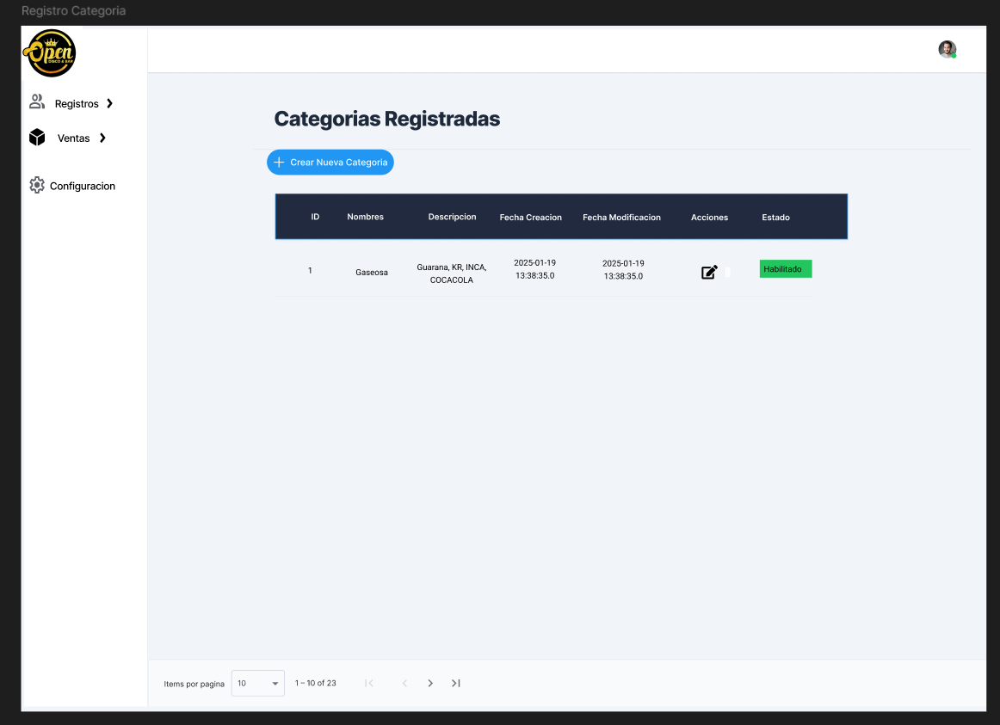 Registro Categoria
Open
DISCO & BAR
Registros
Ventas
Configuracion
Categorias Registradas
Crear Nueva Categoria
ID Nombres Descripcion Fecha Creacion Fecha Modificacion Acciones Estado
1 Gaseosa Guarana, KR, INCA, COCACOLA 2025-01-19 13:38:35.0 2025-01-19 13:38:35.0 Habilitado
Items por pagina 10 1 – 10 of 23